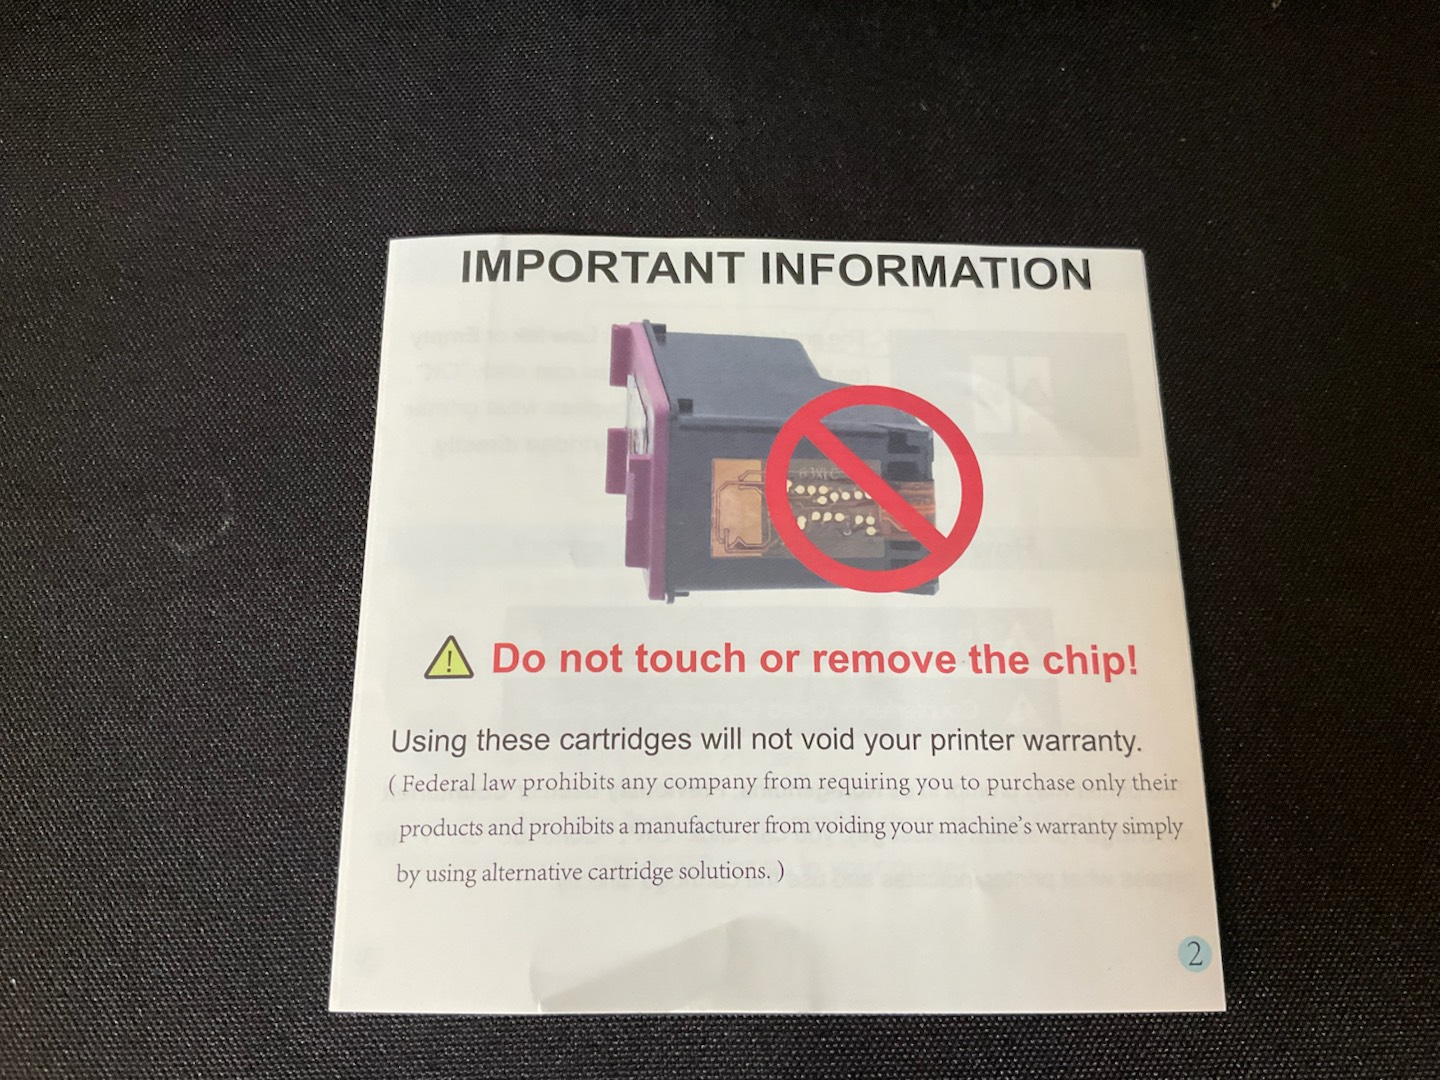 IMPORTANT INFORMATION
63XL C
Do not touch or remove the chip!
Using these cartridges will not void your printer warranty.
( Federal law prohibits any company from requiring you to purchase only their
products and prohibits a manufacturer from voiding your machine's warranty simply
by using alternative cartridge solutions. )
2